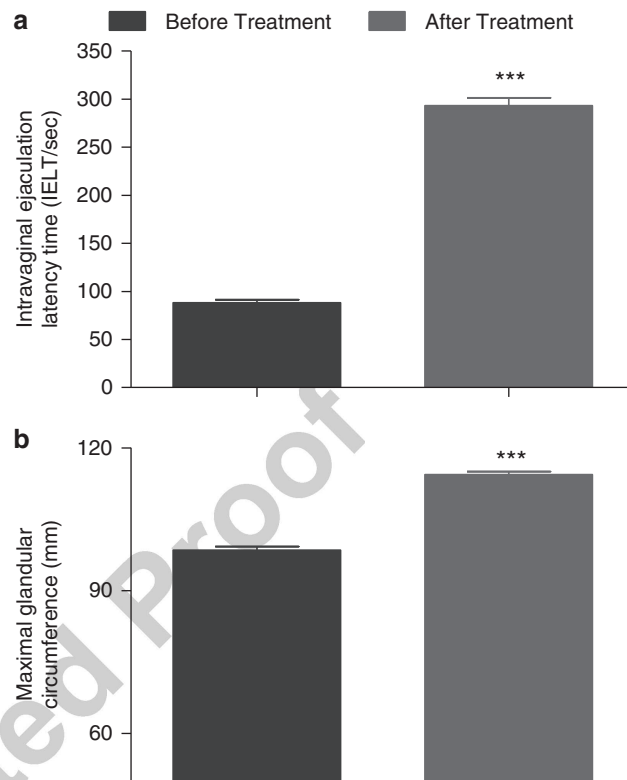 a
Before Treatment
After Treatment
Intravaginal ejaculation
latency time (IELT/sec)
350
300
250
200
150
100
50
0
***
b
Maximal glandular
circumference (mm)
120
90
60
***
ted Proof